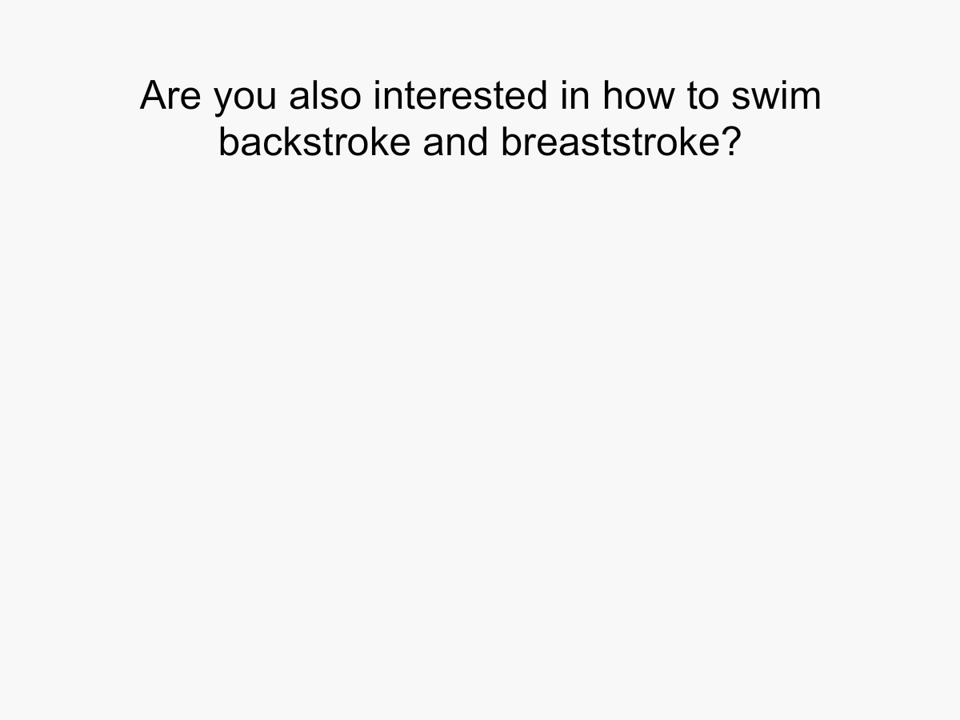 Are you also interested in how to swim
backstroke and breaststroke?